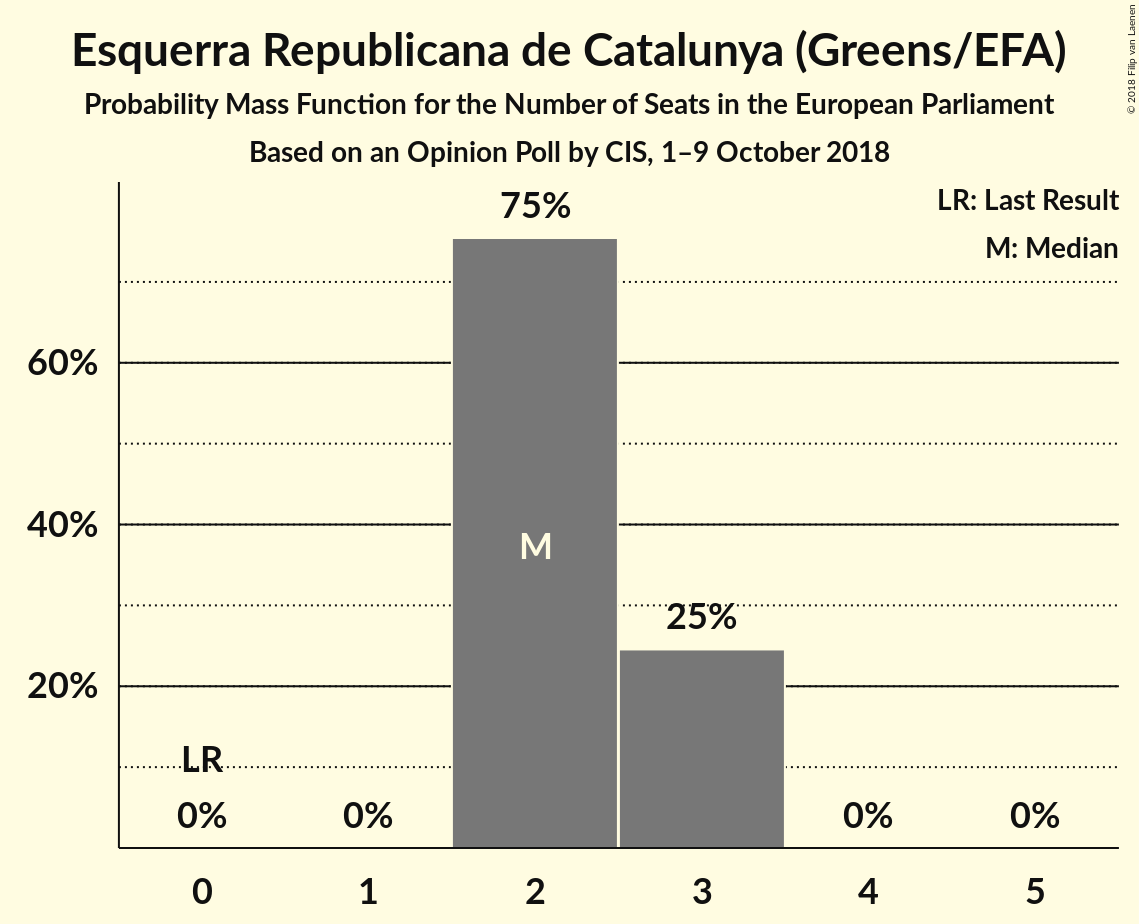 Esquerra Republicana de Catalunya (Greens/EFA)
Probability Mass Function for the Number of Seats in the European Parliament
Based on an Opinion Poll by CIS, 1–9 October 2018
© 2018 Filip van Laenen
LR: Last Result
M: Median
75%
60%
40%
M
25%
20%
LR
0% 0% 0% 0%
0 1 2 3 4 5